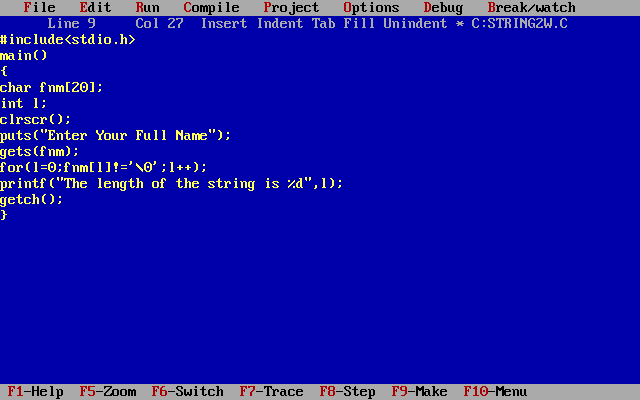 File Edit Run Compile Project Options Debug Break/watch
Line 9 Col 27 Insert Indent Tab Fill Unindent * C:STRING2W.C
#include<stdio.h>
main()
{
char fnm[20];
int l;
clrscr();
puts("Enter Your Full Name");
gets(fnm);
for(l=0;fnm[l]!='\0';l++);
printf("The length of the string is %d",l);
getch();
}
F1-Help F5-Zoom F6-Switch F7-Trace F8-Step F9-Make F10-Menu